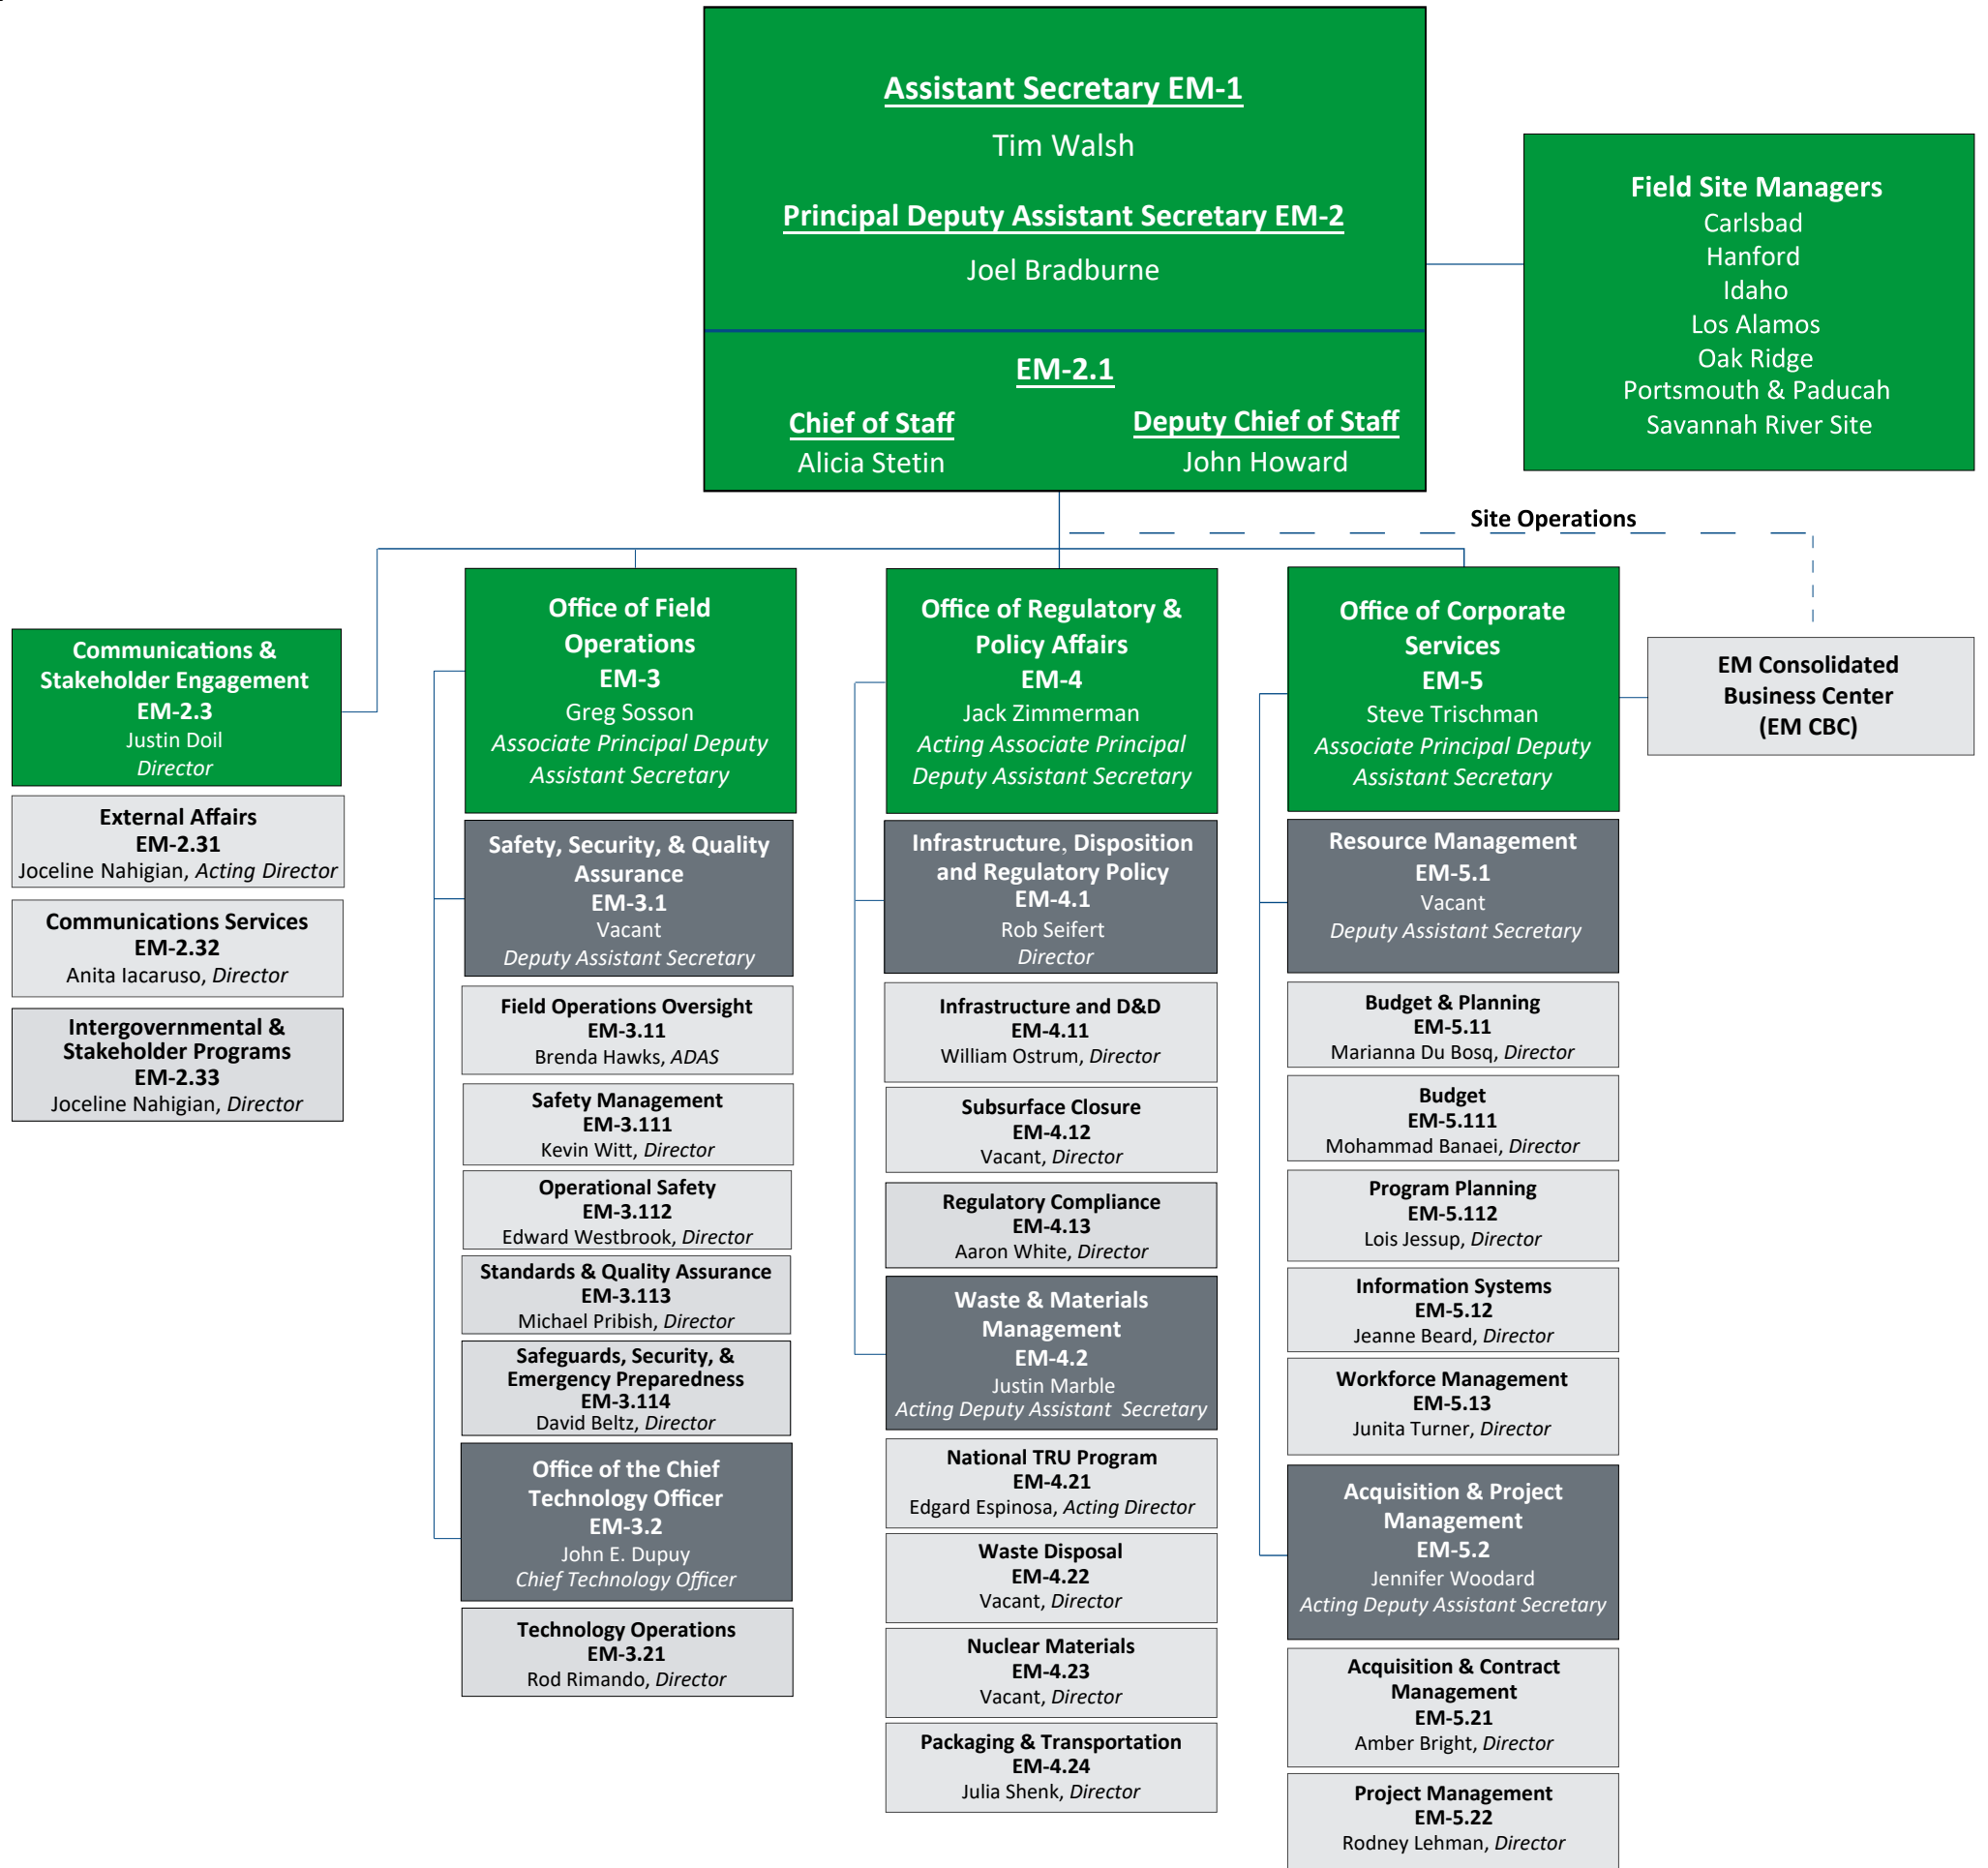 Assistant Secretary EM-1
Tim Walsh
Principal Deputy Assistant Secretary EM-2
Joel Bradburne
EM-2.1
Chief of Staff
Alicia Stetin
Deputy Chief of Staff
John Howard
Field Site Managers
Carlsbad
Hanford
Idaho
Los Alamos
Oak Ridge
Portsmouth & Paducah
Savannah River Site
Site Operations
Communications &
Stakeholder Engagement
EM-2.3
Justin Doil
Director
External Affairs
EM-2.31
Joceline Nahigian, Acting Director
Communications Services
EM-2.32
Anita Iacaruso, Director
Intergovernmental &
Stakeholder Programs
EM-2.33
Joceline Nahigian, Director
Office of Field
Operations
EM-3
Greg Sosson
Associate Principal Deputy
Assistant Secretary
Safety, Security, & Quality
Assurance
EM-3.1
Vacant
Deputy Assistant Secretary
Field Operations Oversight
EM-3.11
Brenda Hawks, ADAS
Safety Management
EM-3.111
Kevin Witt, Director
Operational Safety
EM-3.112
Edward Westbrook, Director
Standards & Quality Assurance
EM-3.113
Michael Pribish, Director
Safeguards, Security, &
Emergency Preparedness
EM-3.114
David Beltz, Director
Office of the Chief
Technology Officer
EM-3.2
John E. Dupuy
Chief Technology Officer
Technology Operations
EM-3.21
Rod Rimando, Director
Office of Regulatory &
Policy Affairs
EM-4
Jack Zimmerman
Acting Associate Principal
Deputy Assistant Secretary
Infrastructure, Disposition
and Regulatory Policy
EM-4.1
Rob Seifert
Director
Infrastructure and D&D
EM-4.11
William Ostrum, Director
Subsurface Closure
EM-4.12
Vacant, Director
Regulatory Compliance
EM-4.13
Aaron White, Director
Waste & Materials
Management
EM-4.2
Justin Marble
Acting Deputy Assistant Secretary
National TRU Program
EM-4.21
Edgard Espinosa, Acting Director
Waste Disposal
EM-4.22
Vacant, Director
Nuclear Materials
EM-4.23
Vacant, Director
Packaging & Transportation
EM-4.24
Julia Shenk, Director
Office of Corporate
Services
EM-5
Steve Trischman
Associate Principal Deputy
Assistant Secretary
Resource Management
EM-5.1
Vacant
Deputy Assistant Secretary
Budget & Planning
EM-5.11
Marianna Du Bosq, Director
Budget
EM-5.111
Mohammad Banaei, Director
Program Planning
EM-5.112
Lois Jessup, Director
Information Systems
EM-5.12
Jeanne Beard, Director
Workforce Management
EM-5.13
Junita Turner, Director
Acquisition & Project
Management
EM-5.2
Jennifer Woodard
Acting Deputy Assistant Secretary
Acquisition & Contract
Management
EM-5.21
Amber Bright, Director
Project Management
EM-5.22
Rodney Lehman, Director
EM Consolidated
Business Center
(EM CBC)